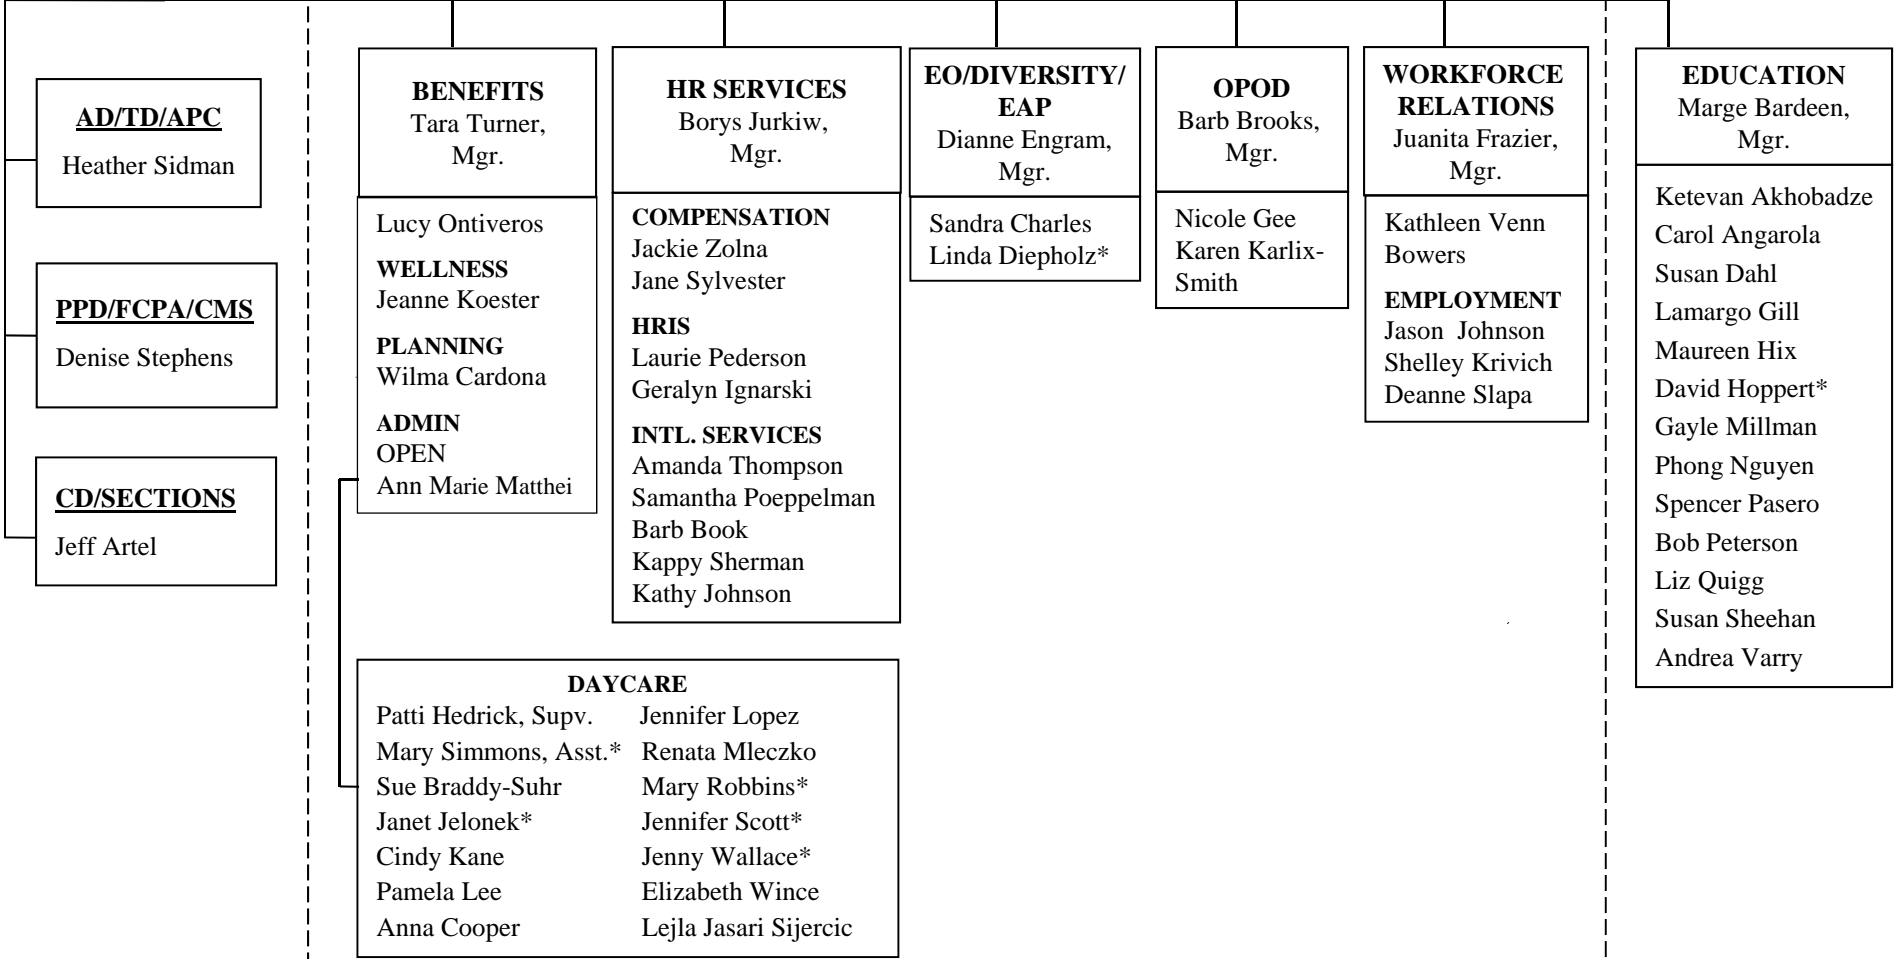 AD/TD/APC
Heather Sidman
PPD/FCPA/CMS
Denise Stephens
CD/SECTIONS
Jeff Artel
BENEFITS
Tara Turner,
Mgr.
Lucy Ontiveros
WELLNESS
Jeanne Koester
PLANNING
Wilma Cardona
ADMIN
OPEN
Ann Marie Matthei
HR SERVICES
Borys Jurkiw,
Mgr.
COMPENSATION
Jackie Zolna
Jane Sylvester
HRIS
Laurie Pederson
Geralyn Ignarski
INTL. SERVICES
Amanda Thompson
Samantha Poeppelman
Barb Book
Kappy Sherman
Kathy Johnson
EO/DIVERSITY/
EAP
Dianne Engram,
Mgr.
Sandra Charles
Linda Diepholz*
OPOD
Barb Brooks,
Mgr.
Nicole Gee
Karen Karlix-
Smith
WORKFORCE
RELATIONS
Juanita Frazier,
Mgr.
Kathleen Venn
Bowers
EMPLOYMENT
Jason Johnson
Shelley Krivich
Deanne Slapa
EDUCATION
Marge Bardeen,
Mgr.
Ketevan Akhobadze
Carol Angarola
Susan Dahl
Lamargo Gill
Maureen Hix
David Hoppert*
Gayle Millman
Phong Nguyen
Spencer Pasero
Bob Peterson
Liz Quigg
Susan Sheehan
Andrea Varry
DAYCARE
Patti Hedrick, Supv.
Mary Simmons, Asst.*
Sue Braddy-Suhr
Janet Jelonek*
Cindy Kane
Pamela Lee
Anna Cooper
Jennifer Lopez
Renata Mleczko
Mary Robbins*
Jennifer Scott*
Jenny Wallace*
Elizabeth Wince
Lejla Jasari Sijercic